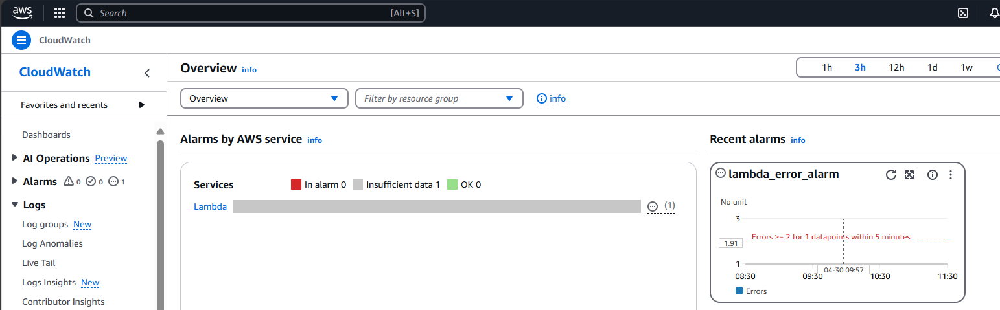 aws Search [Alt+S]
CloudWatch
CloudWatch
Favorites and recents
Dashboards
AI Operations Preview
Alarms 0 0 1
Logs
Log groups New
Log Anomalies
Live Tail
Logs Insights New
Contributor Insights
Overview info
1h 3h 12h 1d 1w
Overview Filter by resource group info
Alarms by AWS service info
Services In alarm 0 Insufficient data 1 OK 0
Lambda (1)
Recent alarms info
lambda_error_alarm
No unit
3
Errors >= 2 for 1 datapoints within 5 minutes
1.91
1
04-30 09:57
08:30 09:30 10:30 11:30
Errors